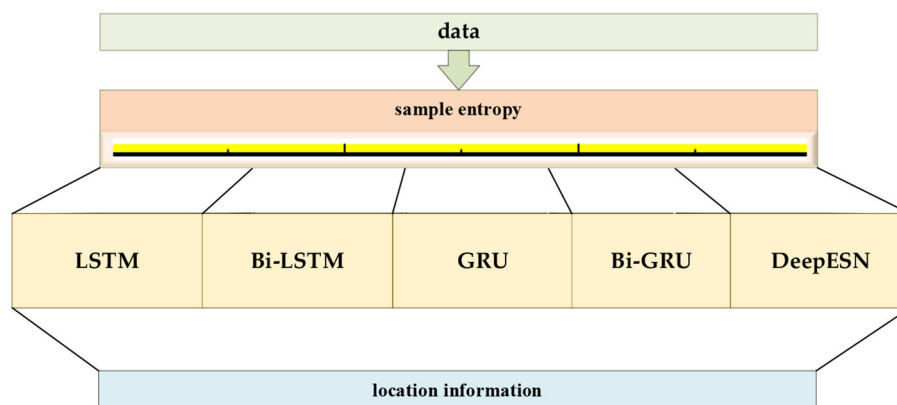 data
sample entropy
LSTM
Bi-LSTM
GRU
Bi-GRU
DeepESN
location information